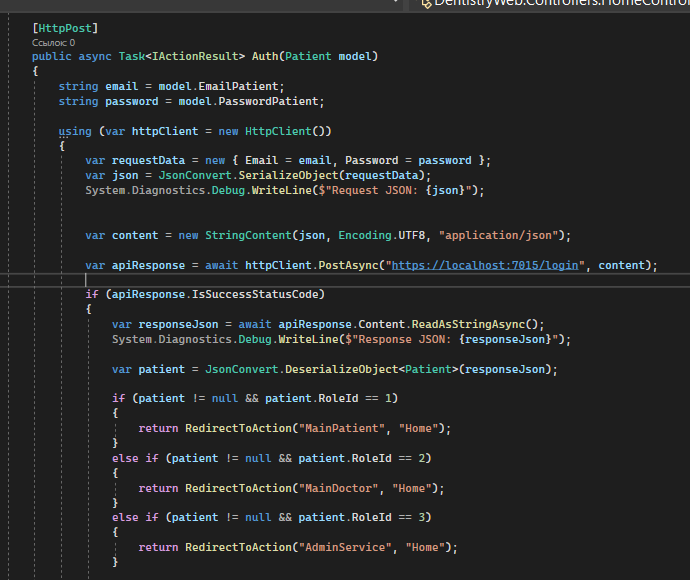 DentistryWeb.Controllers.HomeContro
[HttpPost]
Ссылок: 0
public async Task<IActionResult> Auth(Patient model)
{
string email = model.EmailPatient;
string password = model.PasswordPatient;
using (var httpClient = new HttpClient())
{
var requestData = new { Email = email, Password = password };
var json = JsonConvert.SerializeObject(requestData);
System.Diagnostics.Debug.WriteLine($"Request JSON: {json}");
var content = new StringContent(json, Encoding.UTF8, "application/json");
var apiResponse = await httpClient.PostAsync("https://localhost:7015/login", content);
if (apiResponse.IsSuccessStatusCode)
{
var responseJson = await apiResponse.Content.ReadAsStringAsync();
System.Diagnostics.Debug.WriteLine($"Response JSON: {responseJson}");
var patient = JsonConvert.DeserializeObject<Patient>(responseJson);
if (patient != null && patient.RoleId == 1)
{
return RedirectToAction("MainPatient", "Home");
}
else if (patient != null && patient.RoleId == 2)
{
return RedirectToAction("MainDoctor", "Home");
}
else if (patient != null && patient.RoleId == 3)
{
return RedirectToAction("AdminService", "Home");
}